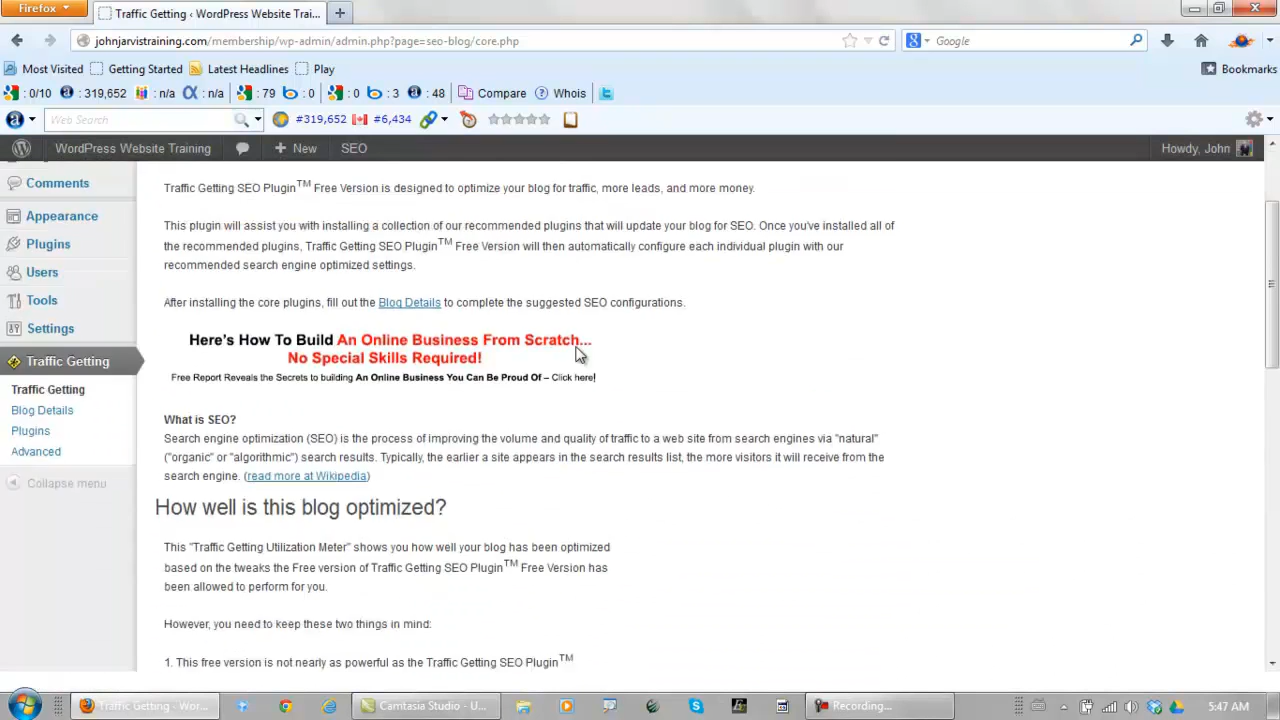 Firefox
Traffic Getting ‹ WordPress Website Trai...
johnjarvistraining.com/membership/wp-admin/admin.php?page=seo-blog/core.php
Google
Most Visited Getting Started Latest Headlines Play
Bookmarks
: 0/10 : 319,652 : n/a : n/a : 79 : 0 : 0 : 3 : 48 Compare Whois
Web Search #319,652 #6,434
WordPress Website Training New SEO Howdy, John
Comments
Appearance
Plugins
Users
Tools
Settings
Traffic Getting
Traffic Getting
Blog Details
Plugins
Advanced
Collapse menu
Traffic Getting SEO Plugin™ Free Version is designed to optimize your blog for traffic, more leads, and more money.
This plugin will assist you with installing a collection of our recommended plugins that will update your blog for SEO. Once you've installed all of
the recommended plugins, Traffic Getting SEO Plugin™ Free Version will then automatically configure each individual plugin with our
recommended search engine optimized settings.
After installing the core plugins, fill out the Blog Details to complete the suggested SEO configurations.
Here's How To Build An Online Business From Scratch...
No Special Skills Required!
Free Report Reveals the Secrets to building An Online Business You Can Be Proud Of – Click here!
What is SEO?
Search engine optimization (SEO) is the process of improving the volume and quality of traffic to a web site from search engines via "natural"
("organic" or "algorithmic") search results. Typically, the earlier a site appears in the search results list, the more visitors it will receive from the
search engine. (read more at Wikipedia)
How well is this blog optimized?
This "Traffic Getting Utilization Meter" shows you how well your blog has been optimized
based on the tweaks the Free version of Traffic Getting SEO Plugin™ Free Version has
been allowed to perform for you.
However, you need to keep these two things in mind:
1. This free version is not nearly as powerful as the Traffic Getting SEO Plugin™
Traffic Getting - Wor...
Camtasia Studio - U...
Recording...
5:47 AM